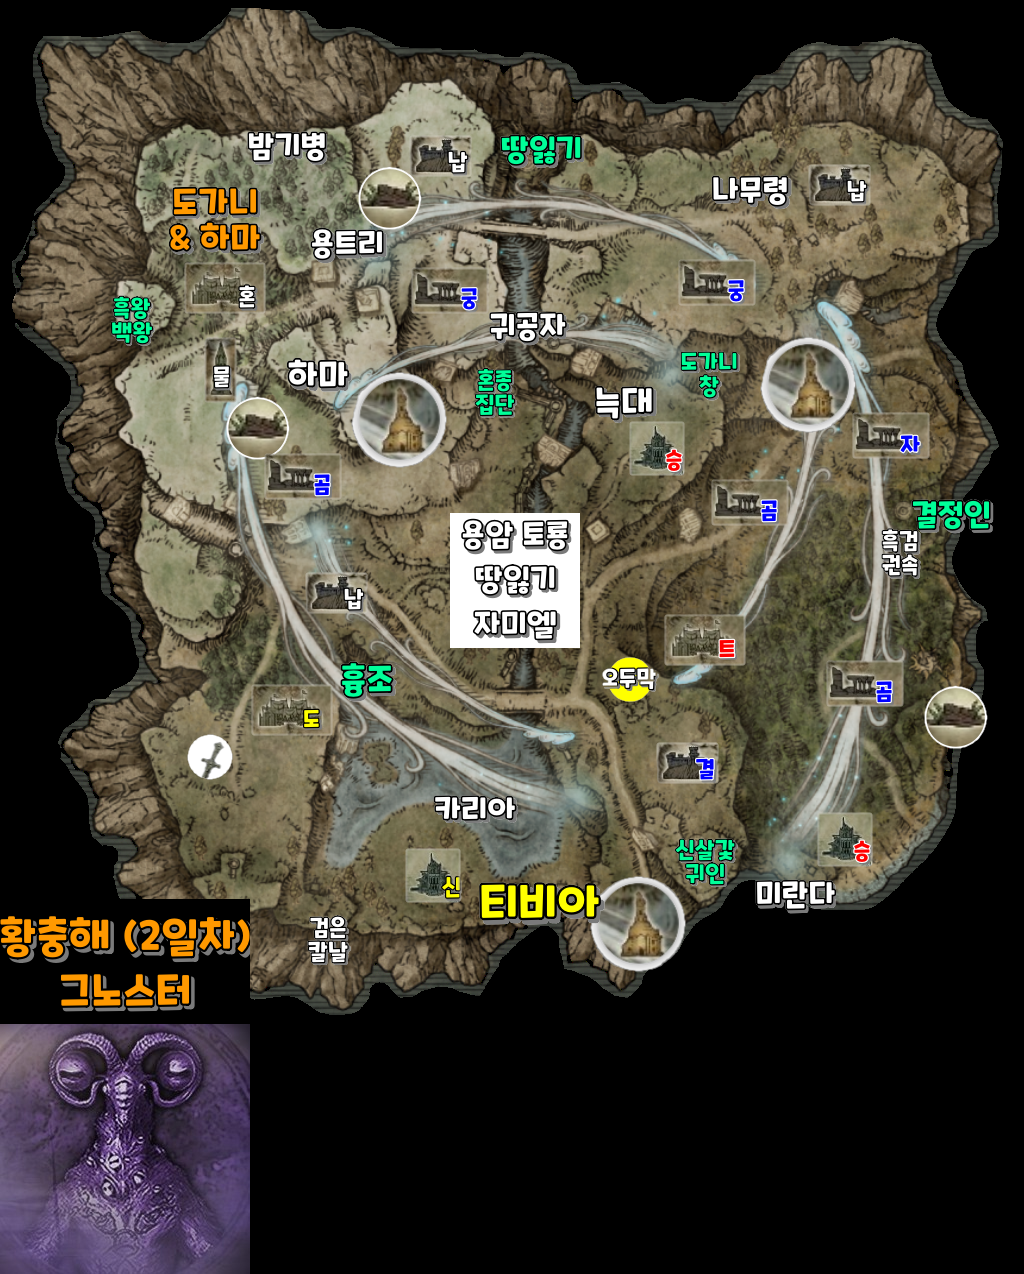 밤기병
납
땅잃기
나무령
납
도가니
& 하마
용트리
혼
궁
궁
흑왕
백왕
귀공자
물
하마
혼종
집단
늑대
도가니
창
승
자
곰
곰
결정인
흑검
권속
용암 토룡
땅잃기
자미엘
납
트
흉조
오두막
곰
도
결
카리아
신
신살갗
귀인
승
티비아
미란다
검은
칼날
황충해 (2일차)
그노스터